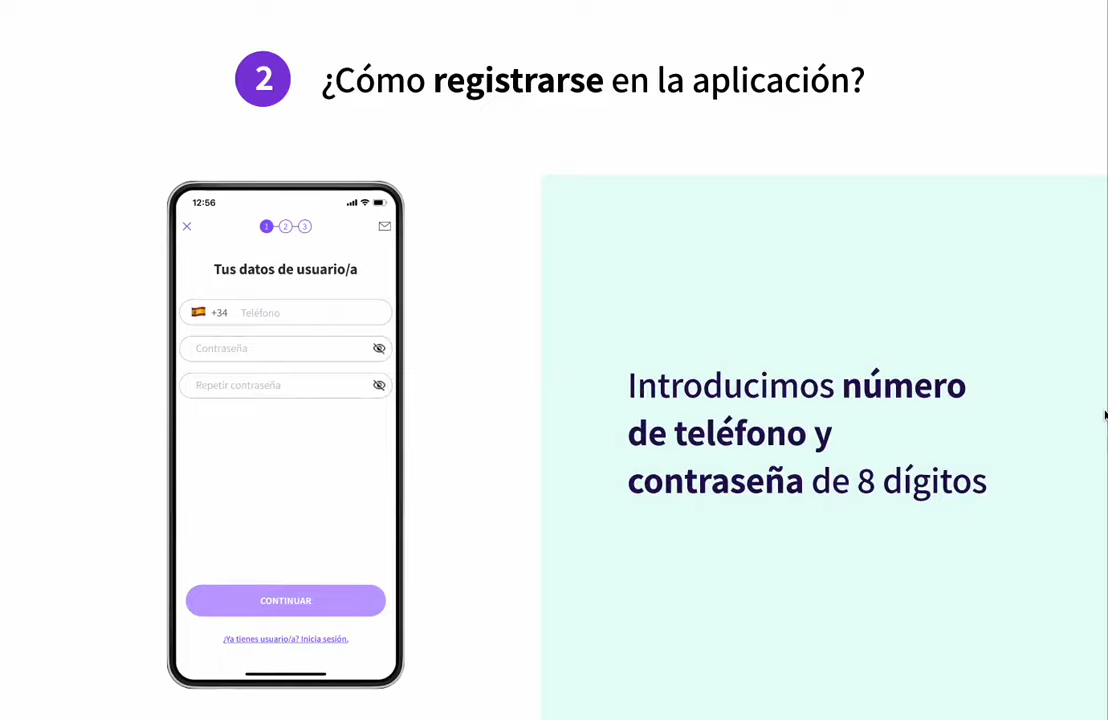 2
¿Cómo registrarse en la aplicación?
12:56
1 2 3
Tus datos de usuario/a
+34 Teléfono
Contraseña
Repetir contraseña
CONTINUAR
¿Ya tienes usuario/a? Inicia sesión.
Introducimos número
de teléfono y
contraseña de 8 dígitos